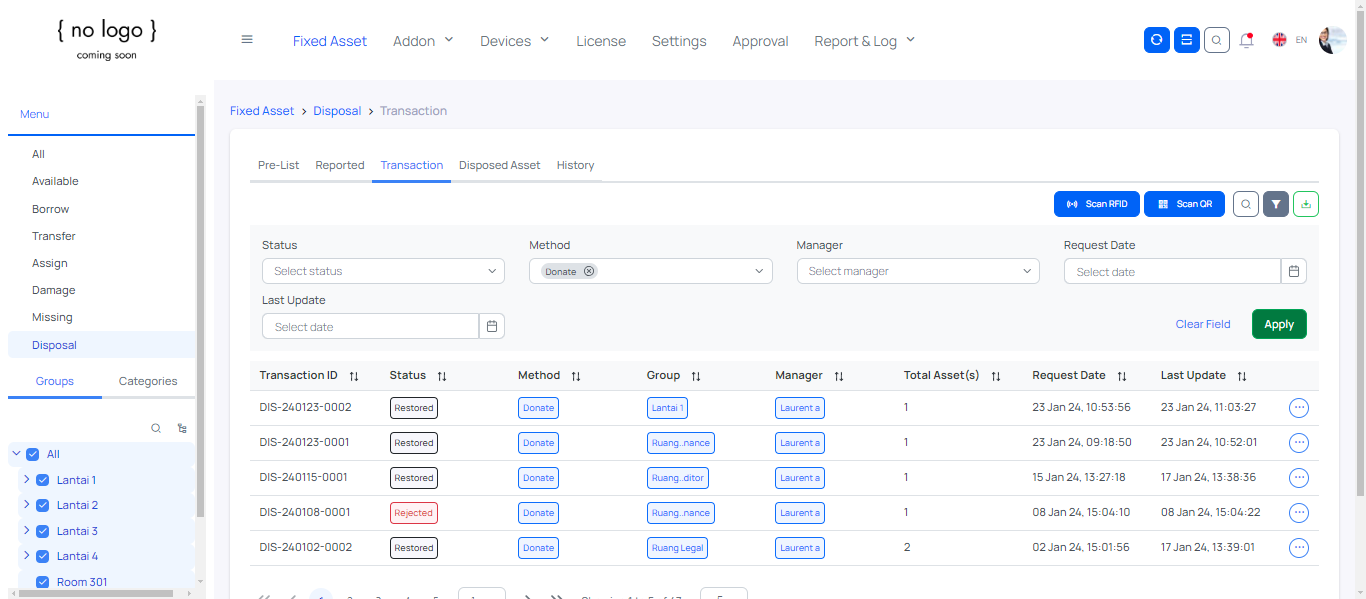 { no logo }
coming soon
Fixed Asset Addon Devices License Settings Approval Report & Log EN
Menu
All
Available
Borrow
Transfer
Assign
Damage
Missing
Disposal
Groups Categories
All
Lantai 1
Lantai 2
Lantai 3
Lantai 4
Room 301
Fixed Asset > Disposal > Transaction
Pre-List Reported Transaction Disposed Asset History
Scan RFID Scan QR
Status Method Manager Request Date
Select status Donate Select manager Select date
Last Update
Select date Clear Field Apply
Transaction ID Status Method Group Manager Total Asset(s) Request Date Last Update
DIS-240123-0002 Restored Donate Lantai 1 Laurent a 1 23 Jan 24, 10:53:56 23 Jan 24, 11:03:27
DIS-240123-0001 Restored Donate Ruang..nance Laurent a 1 23 Jan 24, 09:18:50 23 Jan 24, 10:52:01
DIS-240115-0001 Restored Donate Ruang..ditor Laurent a 1 15 Jan 24, 13:27:18 17 Jan 24, 13:38:36
DIS-240108-0001 Rejected Donate Ruang..nance Laurent a 1 08 Jan 24, 15:04:10 08 Jan 24, 15:04:22
DIS-240102-0002 Restored Donate Ruang Legal Laurent a 2 02 Jan 24, 15:01:56 17 Jan 24, 13:39:01